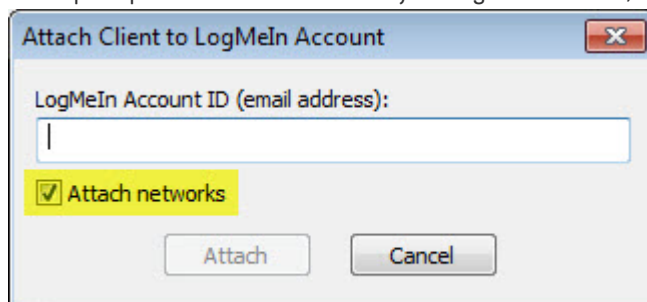 Attach Client to LogMeIn Account
LogMeIn Account ID (email address):
Attach networks
Attach
Cancel